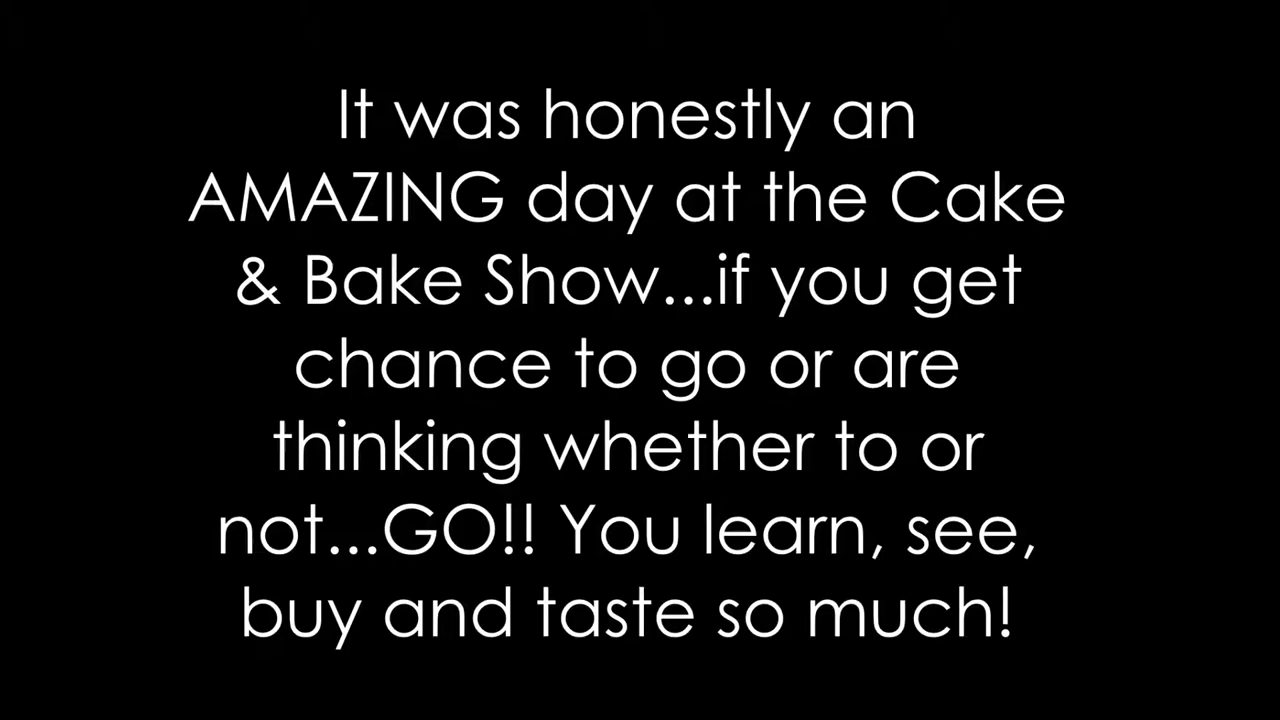 It was honestly an
AMAZING day at the Cake
& Bake Show...if you get
chance to go or are
thinking whether to or
not...GO!! You learn, see,
buy and taste so much!